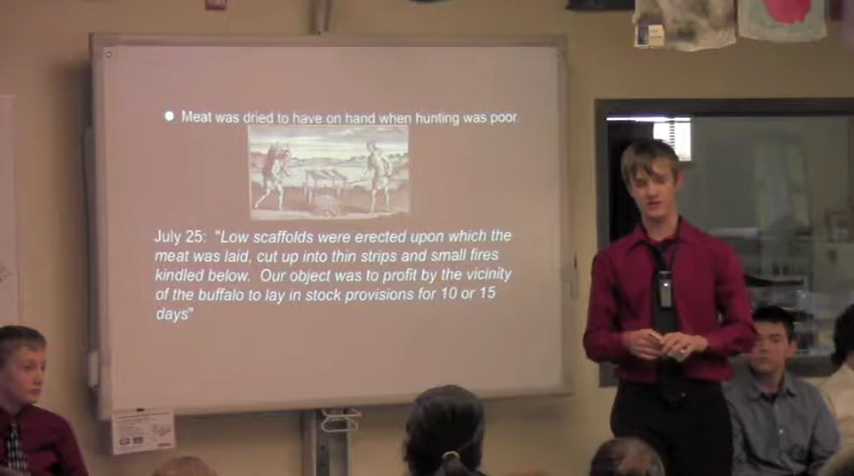 Meat was dried to have on hand when hunting was poor
July 25: "Low scaffolds were erected upon which the
meat was laid, cut up into thin strips and small fires
kindled below. Our object was to profit by the vicinity
of the buffalo to lay in stock provisions for 10 or 15
days"